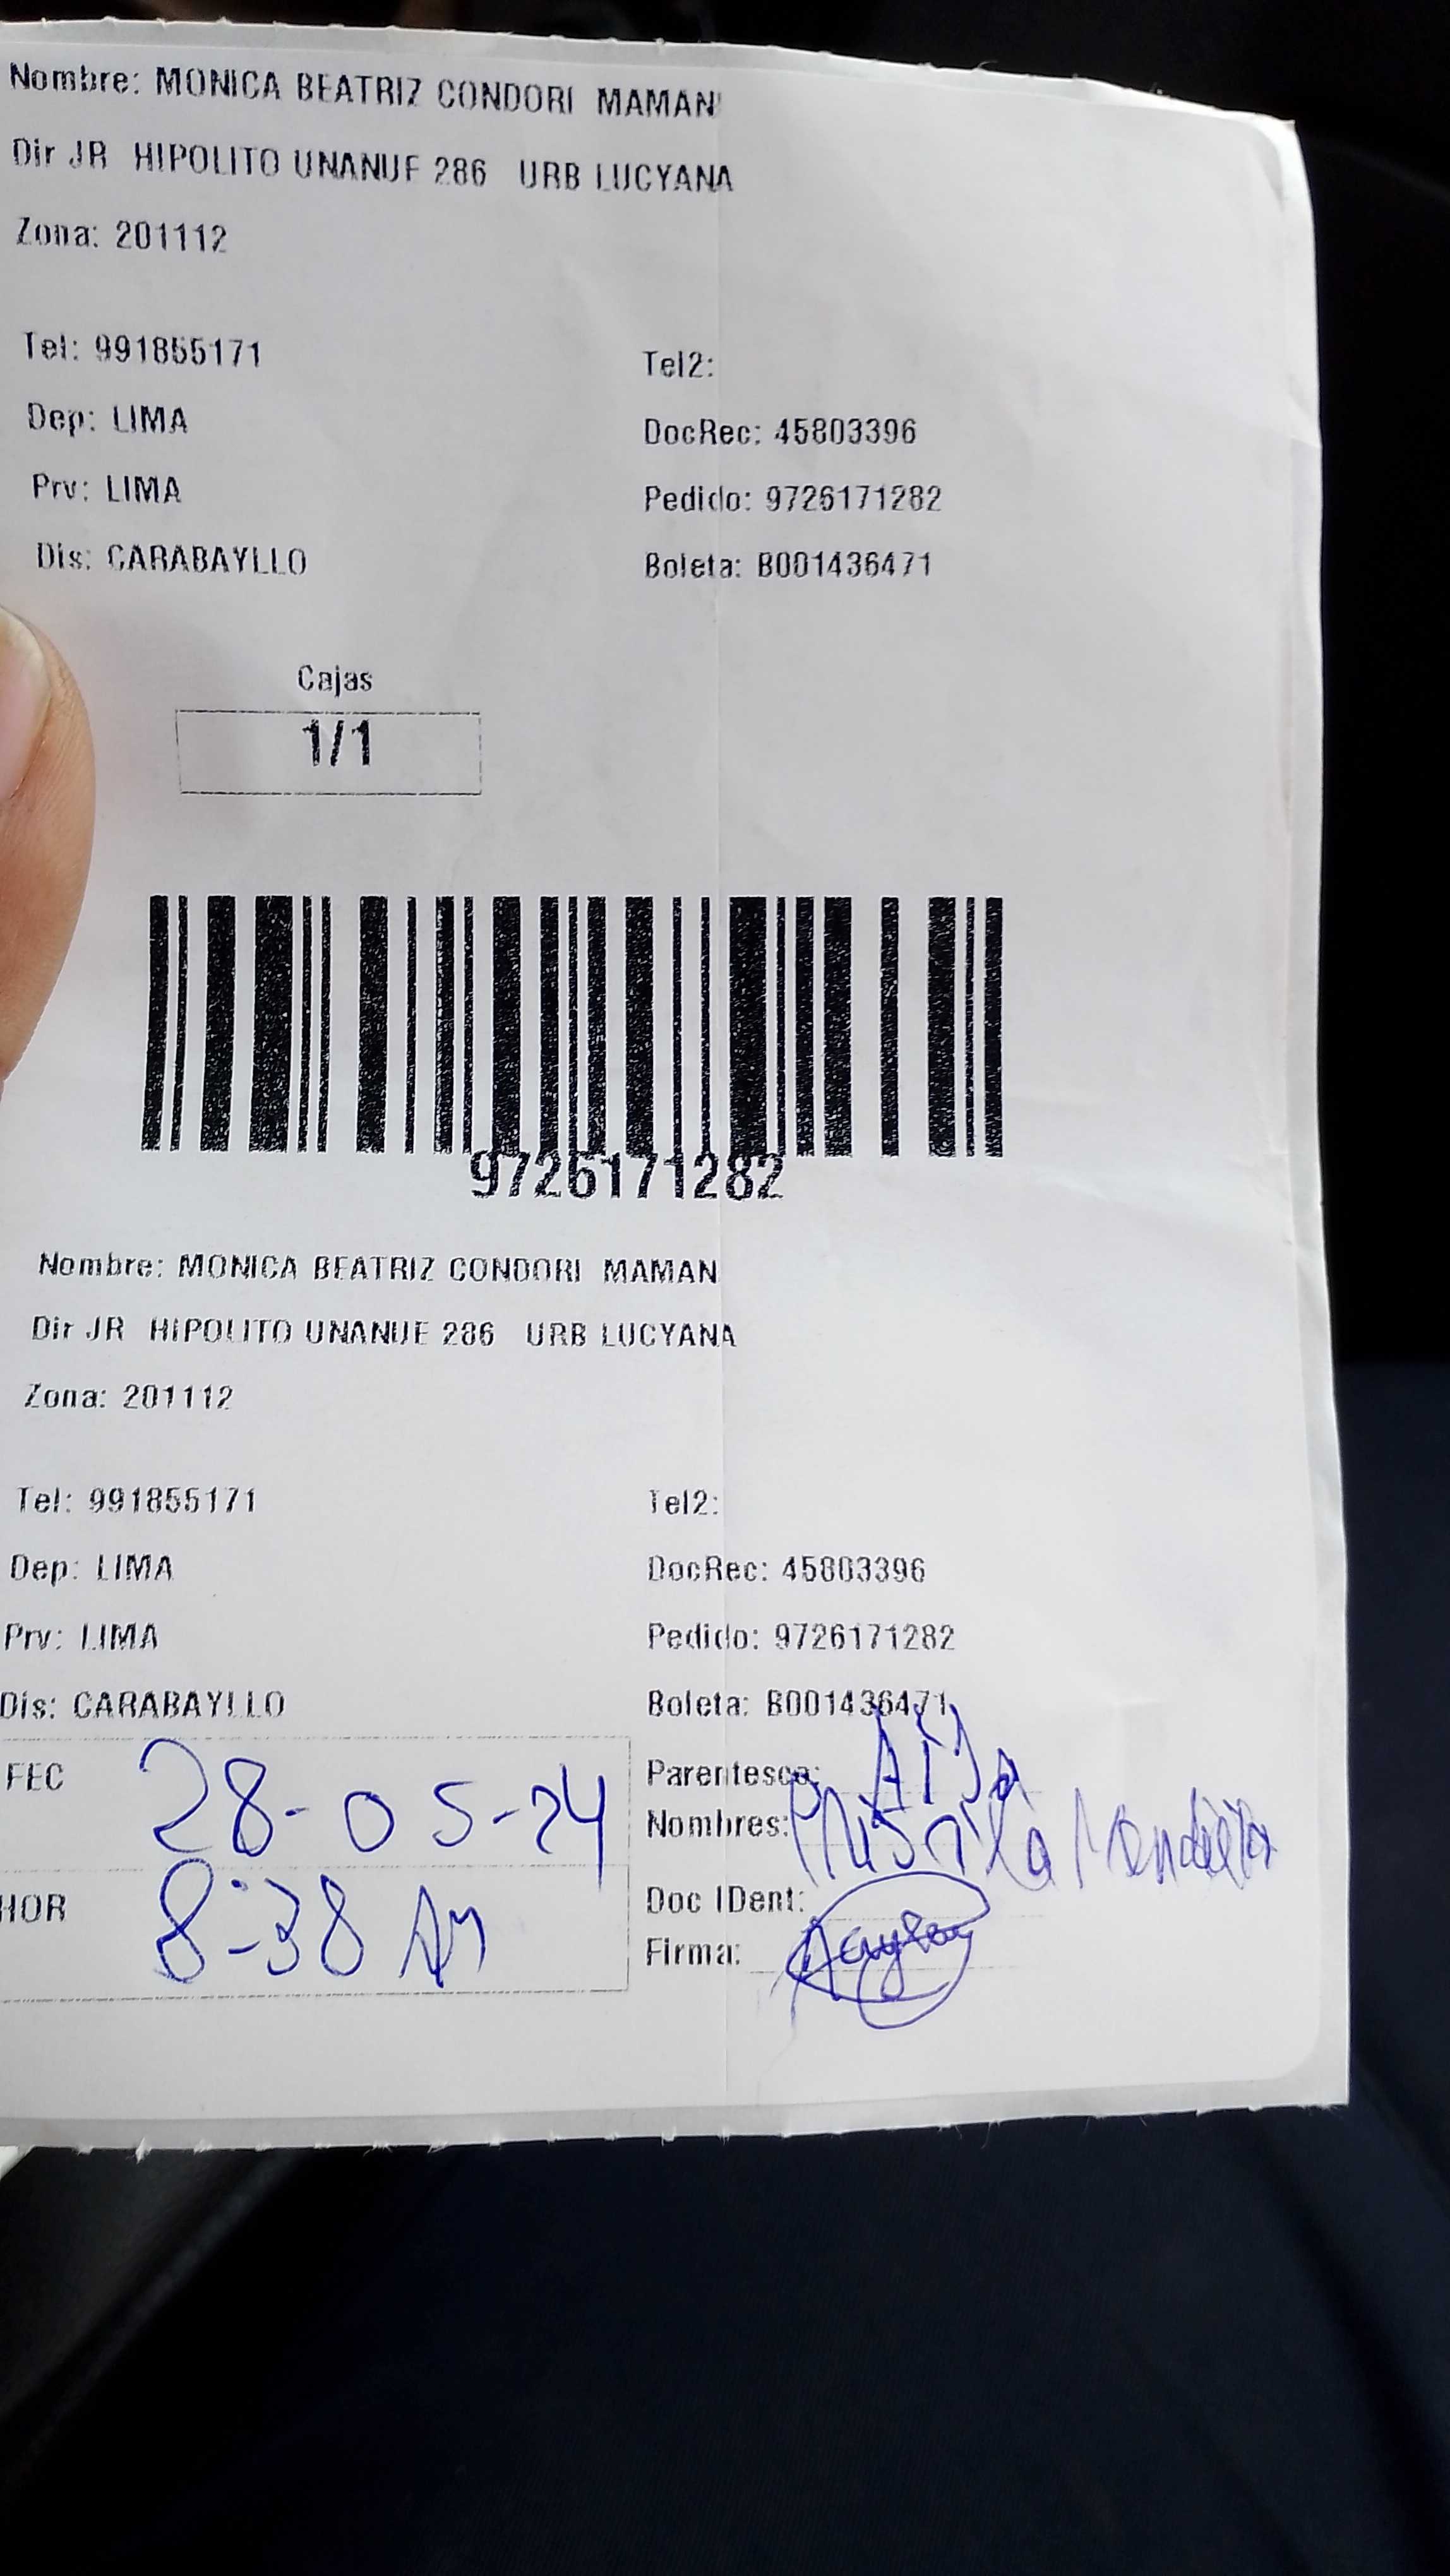 Nombre: MONICA BEATRIZ CONDORI MAMAN
Dir JR HIPOLITO UNANUE 286 URB LUCYANA
Zona: 201112
Tel: 991855171 Tel2:
Dep: LIMA DocRec: 45803396
Prv: LIMA Pedido: 9726171282
Dis: CARABAYLLO Boleta: B001436471
Cajas
1/1
9726171282
Nombre: MONICA BEATRIZ CONDORI MAMAN
Dir JR HIPOLITO UNANUE 286 URB LUCYANA
Zona: 201112
Tel: 991855171 Tel2:
Dep: LIMA DocRec: 45803396
Prv: LIMA Pedido: 9726171282
Dis: CARABAYLLO Boleta: B001436471
FEC 28-05-24 Parentesco:
Nombres:
HOR 8:38 AM Doc IDent:
Firma: